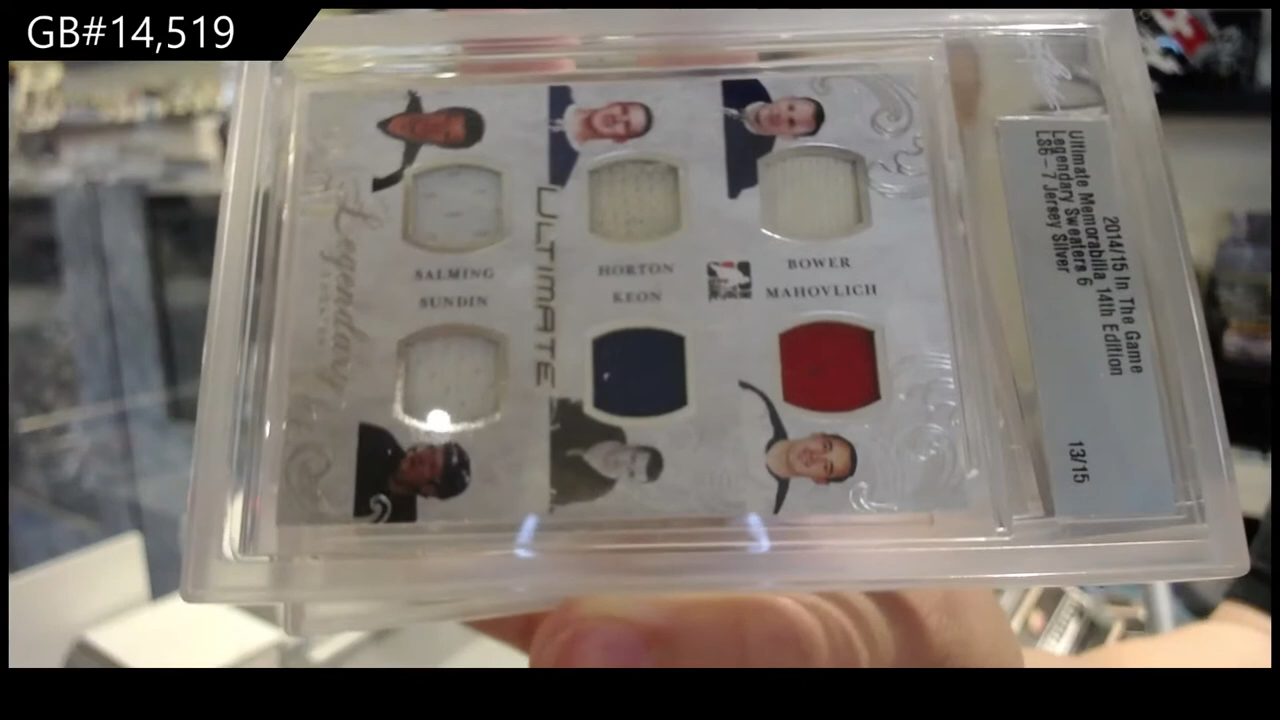 GB#14,519
2014/15 In The Game
Ultimate Memorabilia 14th Edition
Legendary Sweaters 6
LS6-7 Jersey Silver
13/15
SALMING
HORTON
BOWER
SUNDIN
KEON
MAHOVLICH
ULTIMATE
Legendary